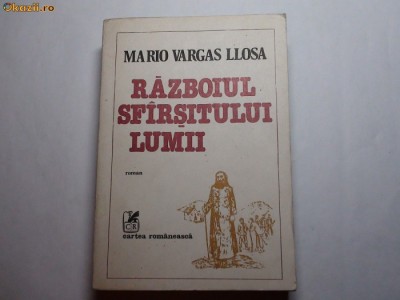 okazii.ro
MARIO VARGAS LLOSA
RĂZBOIUL
SFÎRȘITULUI
LUMII
roman
cartea românească